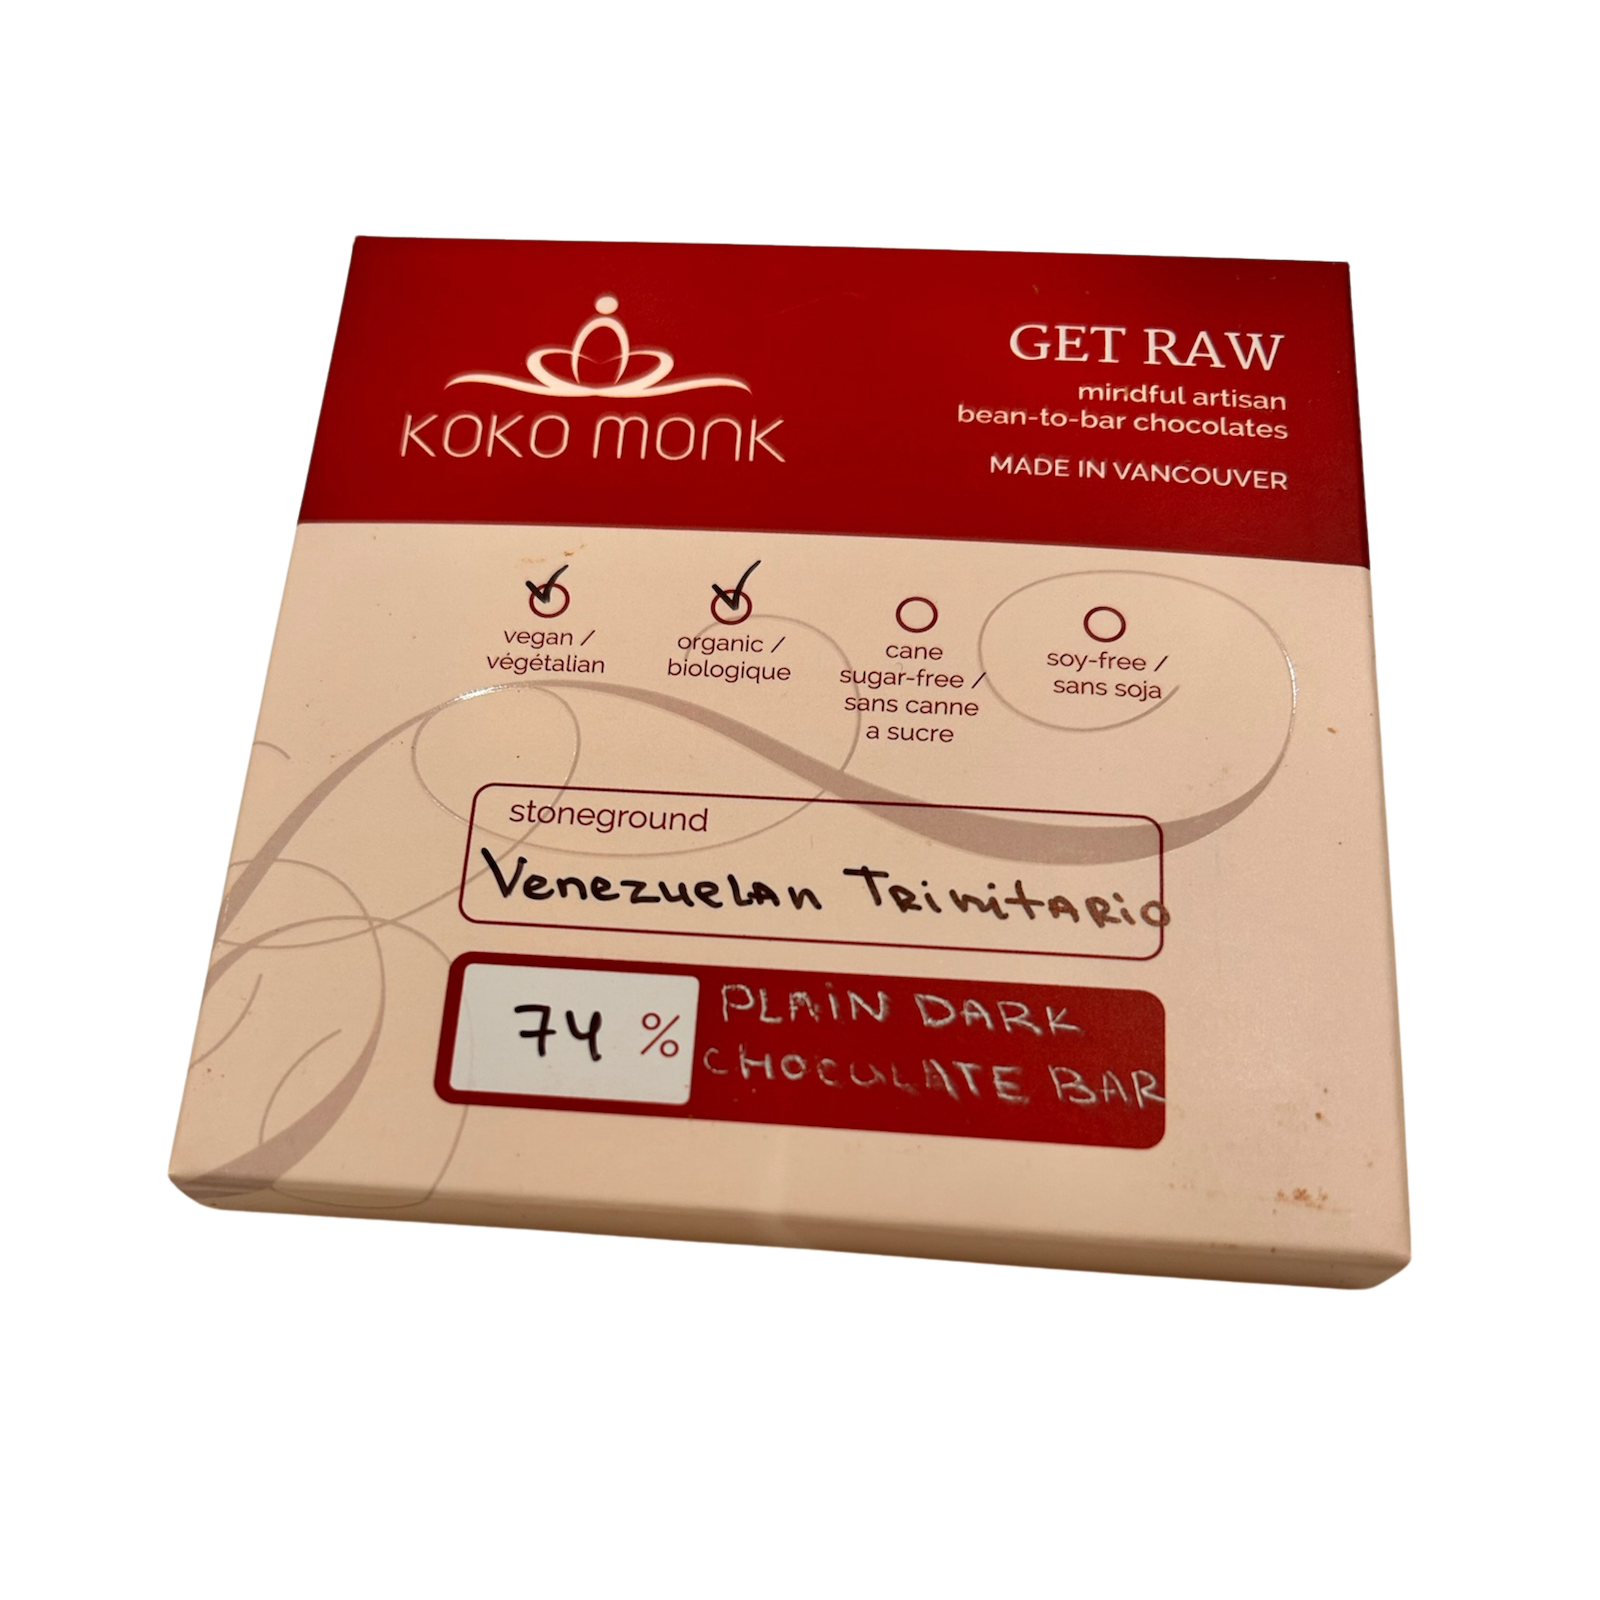 KOKO MONK
GET RAW
mindful artisan
bean-to-bar chocolates
MADE IN VANCOUVER
vegan /
végétalian
organic /
biologique
cane
sugar-free /
sans canne
a sucre
soy-free /
sans soja
stoneground
Venezuelan Trinitario
74 %
PLAIN DARK
CHOCOLATE BAR